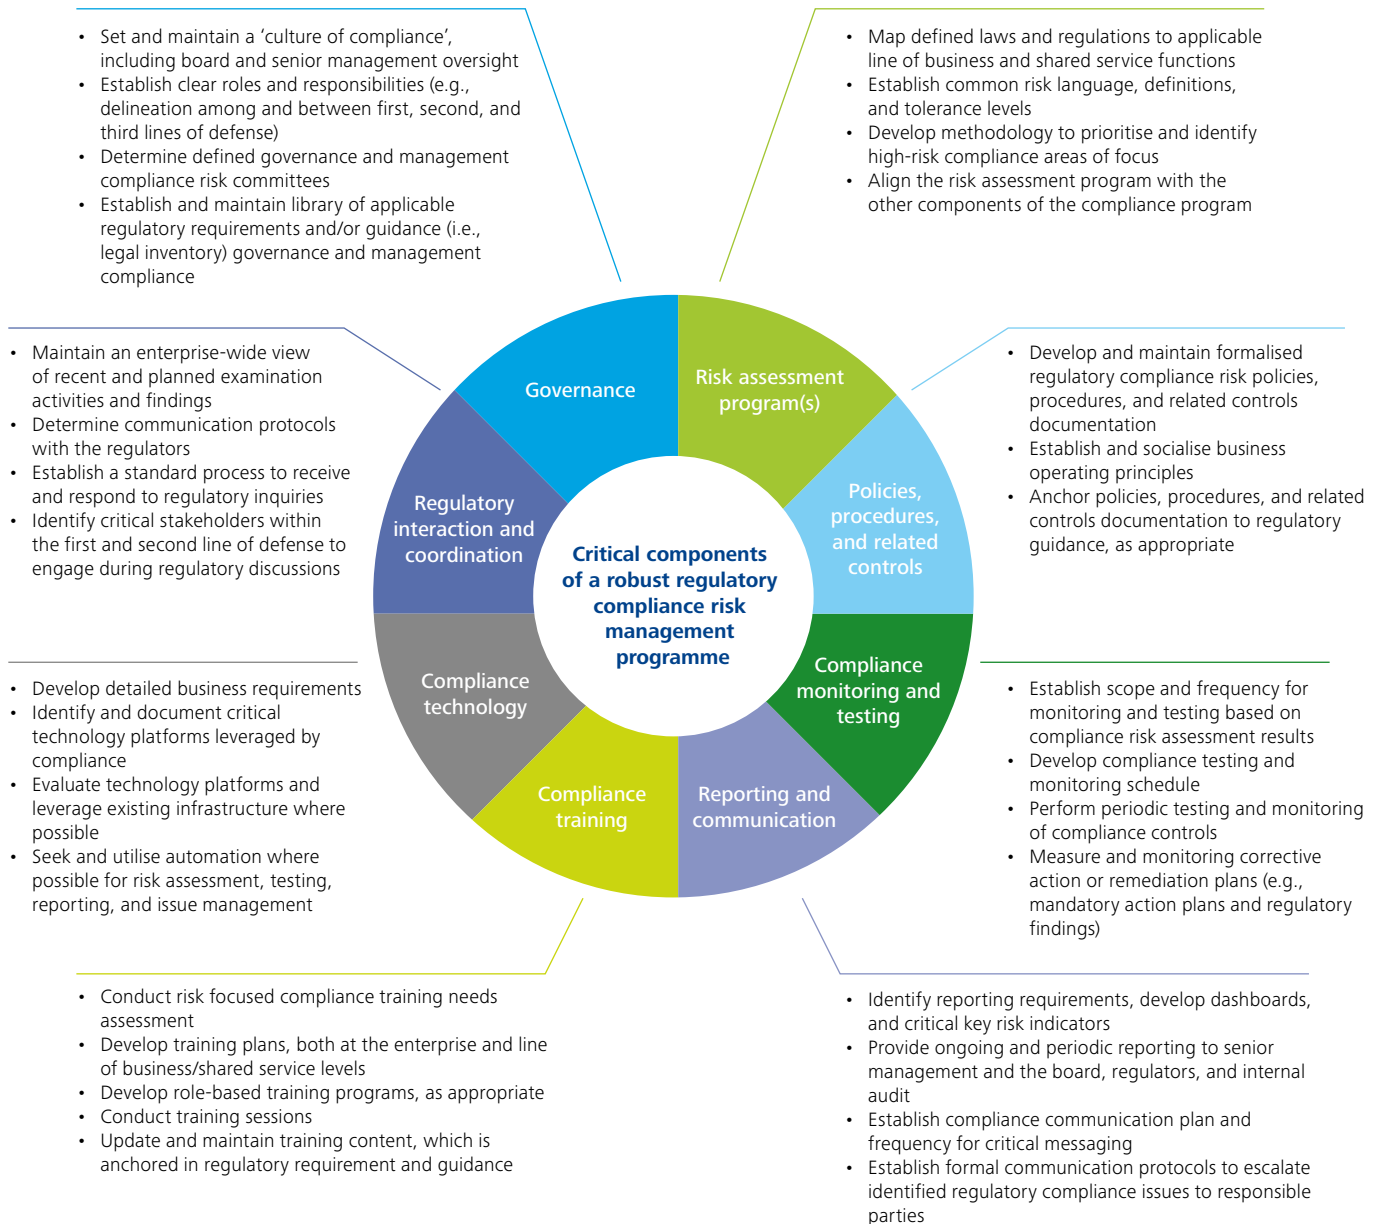 • Set and maintain a ‘culture of compliance’,
including board and senior management oversight
• Establish clear roles and responsibilities (e.g.,
delineation among and between first, second, and
third lines of defense)
• Determine defined governance and management
compliance risk committees
• Establish and maintain library of applicable
regulatory requirements and/or guidance (i.e.,
legal inventory) governance and management
compliance
• Map defined laws and regulations to applicable
line of business and shared service functions
• Establish common risk language, definitions,
and tolerance levels
• Develop methodology to prioritise and identify
high-risk compliance areas of focus
• Align the risk assessment program with the
other components of the compliance program
• Maintain an enterprise-wide view
of recent and planned examination
activities and findings
• Determine communication protocols
with the regulators
• Establish a standard process to receive
and respond to regulatory inquiries
• Identify critical stakeholders within
the first and second line of defense to
engage during regulatory discussions
Governance
Risk assessment
program(s)
• Develop and maintain formalised
regulatory compliance risk policies,
procedures, and related controls
documentation
• Establish and socialise business
operating principles
• Anchor policies, procedures, and related
controls documentation to regulatory
guidance, as appropriate
Regulatory
interaction and
coordination
Policies,
procedures,
and related
controls
Critical components
of a robust regulatory
compliance risk
management
programme
• Develop detailed business requirements
• Identify and document critical
technology platforms leveraged by
compliance
• Evaluate technology platforms and
leverage existing infrastructure where
possible
• Seek and utilise automation where
possible for risk assessment, testing,
reporting, and issue management
Compliance
technology
Compliance
monitoring and
testing
• Establish scope and frequency for
monitoring and testing based on
compliance risk assessment results
• Develop compliance testing and
monitoring schedule
• Perform periodic testing and monitoring
of compliance controls
• Measure and monitoring corrective
action or remediation plans (e.g.,
mandatory action plans and regulatory
findings)
Compliance
training
Reporting and
communication
• Conduct risk focused compliance training needs
assessment
• Develop training plans, both at the enterprise and line
of business/shared service levels
• Develop role-based training programs, as appropriate
• Conduct training sessions
• Update and maintain training content, which is
anchored in regulatory requirement and guidance
• Identify reporting requirements, develop dashboards,
and critical key risk indicators
• Provide ongoing and periodic reporting to senior
management and the board, regulators, and internal
audit
• Establish compliance communication plan and
frequency for critical messaging
• Establish formal communication protocols to escalate
identified regulatory compliance issues to responsible
parties